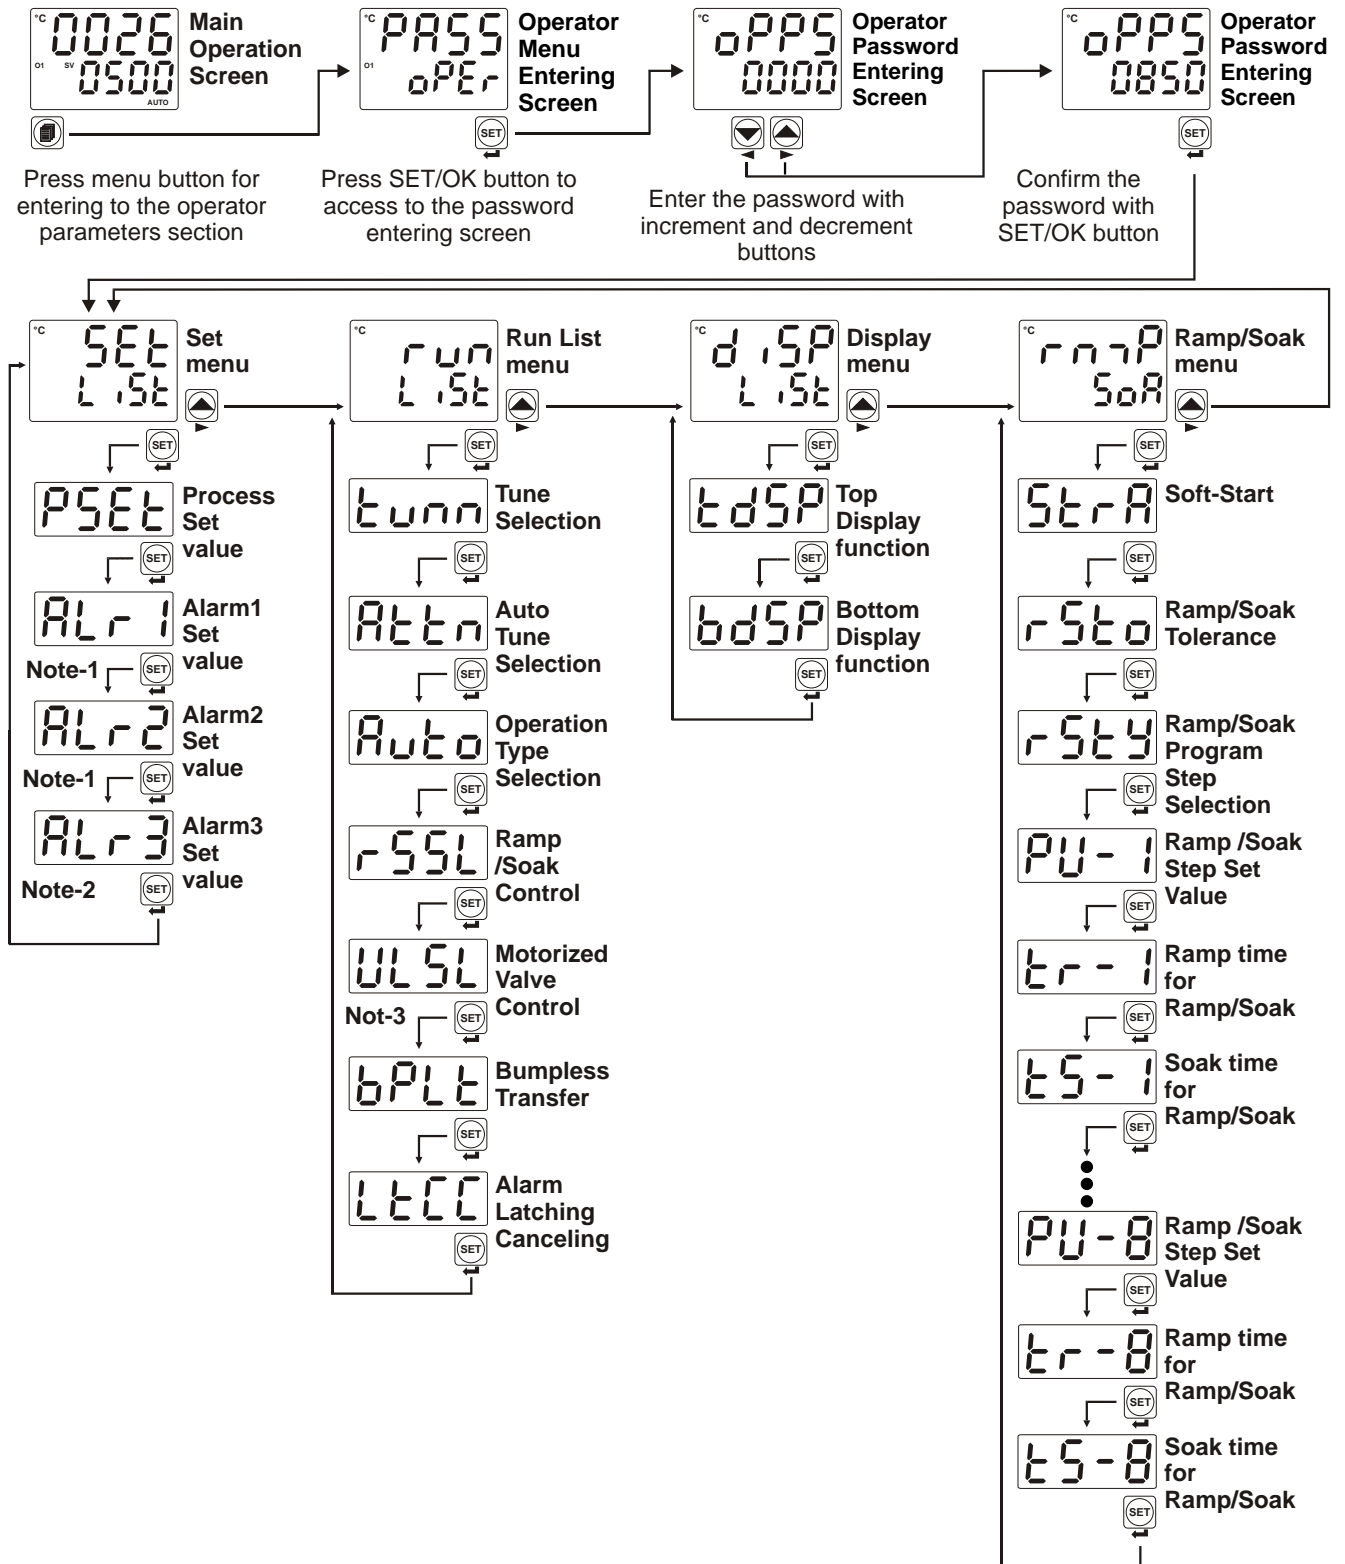 °C
0026
O1 SV
0500
AUTO
Main
Operation
Screen
°C
PASS
O1
oPEr
Operator
Menu
Entering
Screen
SET
°C
oPPS
0000
Operator
Password
Entering
Screen
°C
oPPS
0850
Operator
Password
Entering
Screen
SET
Press menu button for
entering to the operator
parameters section
Press SET/OK button to
access to the password
entering screen
Enter the password with
increment and decrement
buttons
Confirm the
password with
SET/OK button
°C
SEt
LiSt
Set
menu
SET
PSEt
Process
Set
value
SET
ALr1
Alarm1
Set
value
Note-1
SET
ALr2
Alarm2
Set
value
Note-1
SET
ALr3
Alarm3
Set
value
Note-2
SET
°C
run
LiSt
Run List
menu
SET
tunn
Tune
Selection
SET
Attn
Auto
Tune
Selection
SET
Auto
Operation
Type
Selection
SET
rSSL
Ramp
/Soak
Control
SET
ULSL
Motorized
Valve
Control
Not-3
SET
bPLt
Bumpless
Transfer
SET
LtCC
Alarm
Latching
Canceling
SET
°C
diSP
LiSt
Display
menu
SET
tdSP
Top
Display
function
SET
bdSP
Bottom
Display
function
SET
°C
rmP
SoA
Ramp/Soak
menu
SET
StrA
Soft-Start
SET
rSto
Ramp/Soak
Tolerance
SET
rStY
Ramp/Soak
Program
Step
Selection
SET
PU-1
Ramp /Soak
Step Set
Value
SET
tr-1
Ramp time
for
Ramp/Soak
SET
tS-1
Soak time
for
Ramp/Soak
SET
PU-8
Ramp /Soak
Step Set
Value
SET
tr-8
Ramp time
for
Ramp/Soak
SET
tS-8
Soak time
for
Ramp/Soak
SET